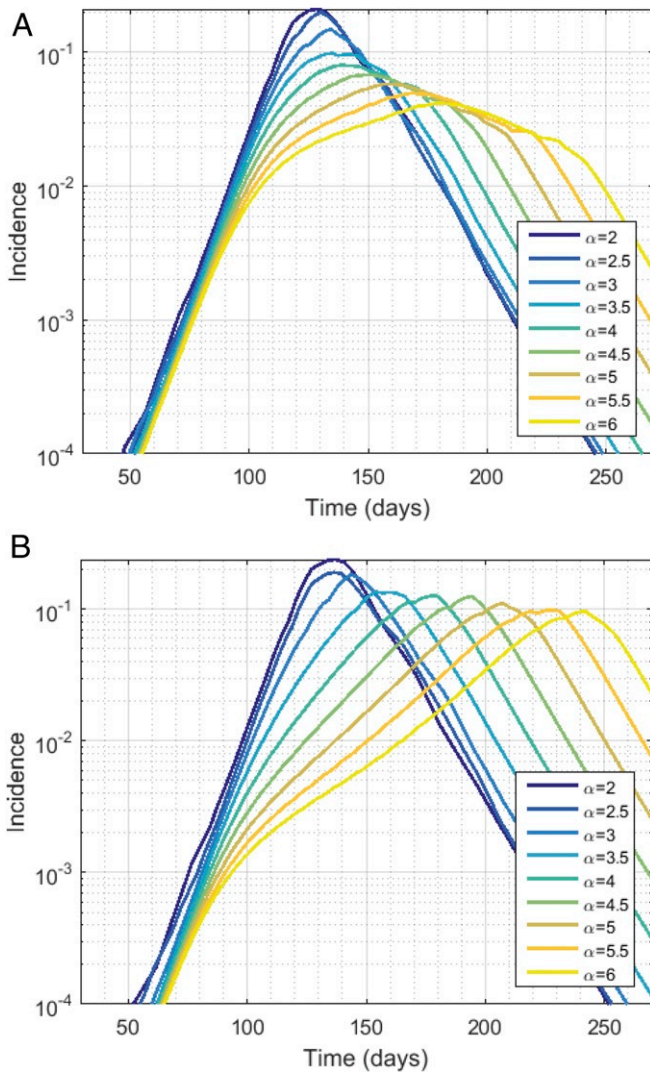 A
10⁻¹
10⁻²
10⁻³
10⁻⁴
Incidence
α=2
α=2.5
α=3
α=3.5
α=4
α=4.5
α=5
α=5.5
α=6
50 100 150 200 250
Time (days)
B
10⁻¹
10⁻²
10⁻³
10⁻⁴
Incidence
α=2
α=2.5
α=3
α=3.5
α=4
α=4.5
α=5
α=5.5
α=6
50 100 150 200 250
Time (days)